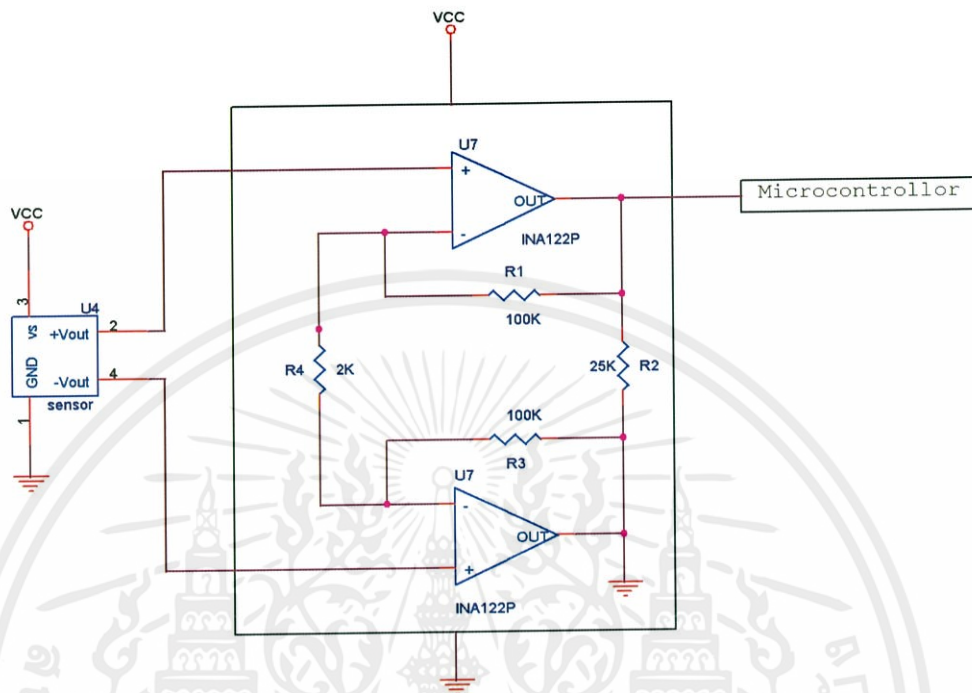 VCC
U7
+
OUT
-
INA122P
Microcontrollor
VCC
3
U4
vs
+Vout
2
GND
-Vout
4
sensor
1
R1
100K
R4
2K
25K
R2
100K
R3
U7
-
OUT
+
INA122P